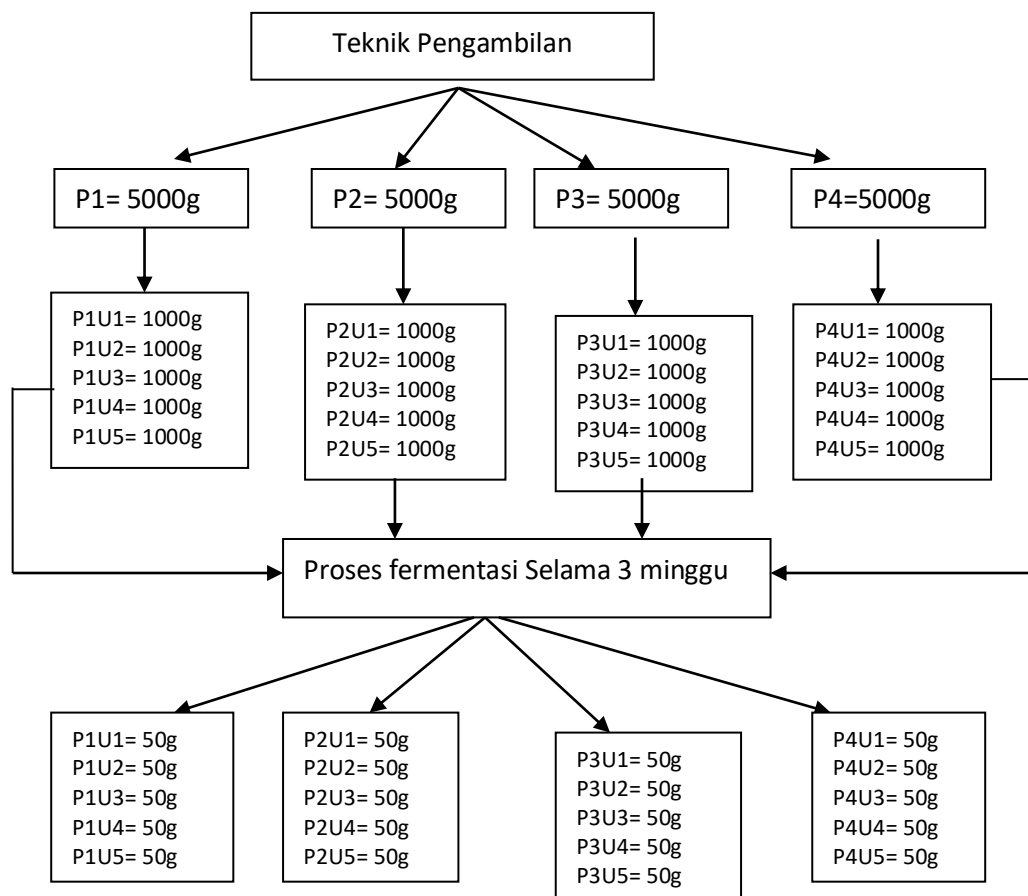 Teknik Pengambilan
P1= 5000g
P2= 5000g
P3= 5000g
P4=5000g
P1U1= 1000g
P1U2= 1000g
P1U3= 1000g
P1U4= 1000g
P1U5= 1000g
P2U1= 1000g
P2U2= 1000g
P2U3= 1000g
P2U4= 1000g
P2U5= 1000g
P3U1= 1000g
P3U2= 1000g
P3U3= 1000g
P3U4= 1000g
P3U5= 1000g
P4U1= 1000g
P4U2= 1000g
P4U3= 1000g
P4U4= 1000g
P4U5= 1000g
Proses fermentasi Selama 3 minggu
P1U1= 50g
P1U2= 50g
P1U3= 50g
P1U4= 50g
P1U5= 50g
P2U1= 50g
P2U2= 50g
P2U3= 50g
P2U4= 50g
P2U5= 50g
P3U1= 50g
P3U2= 50g
P3U3= 50g
P3U4= 50g
P3U5= 50g
P4U1= 50g
P4U2= 50g
P4U3= 50g
P4U4= 50g
P4U5= 50g